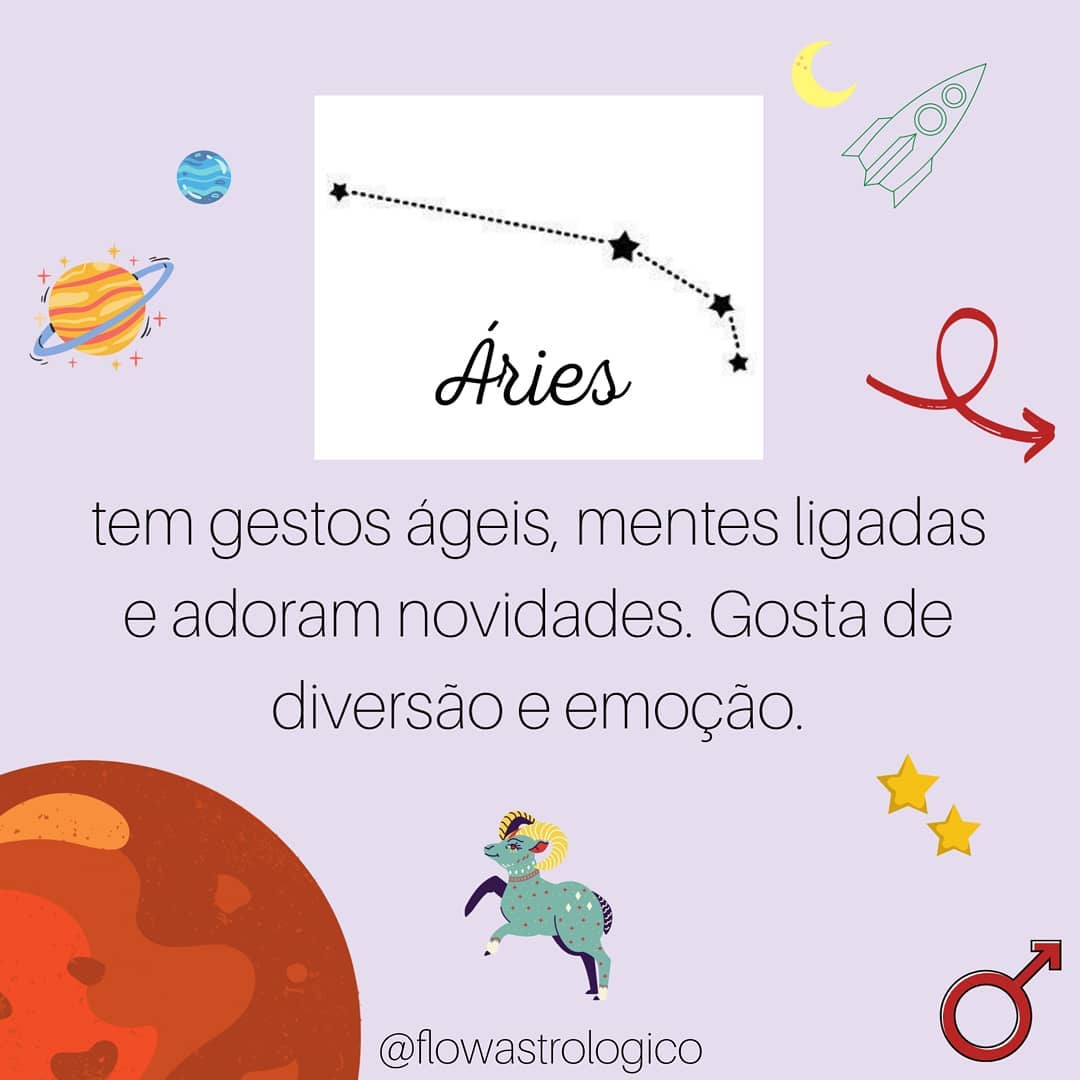 Áries
tem gestos ágeis, mentes ligadas
e adoram novidades. Gosta de
diversão e emoção.
@flowastrologico